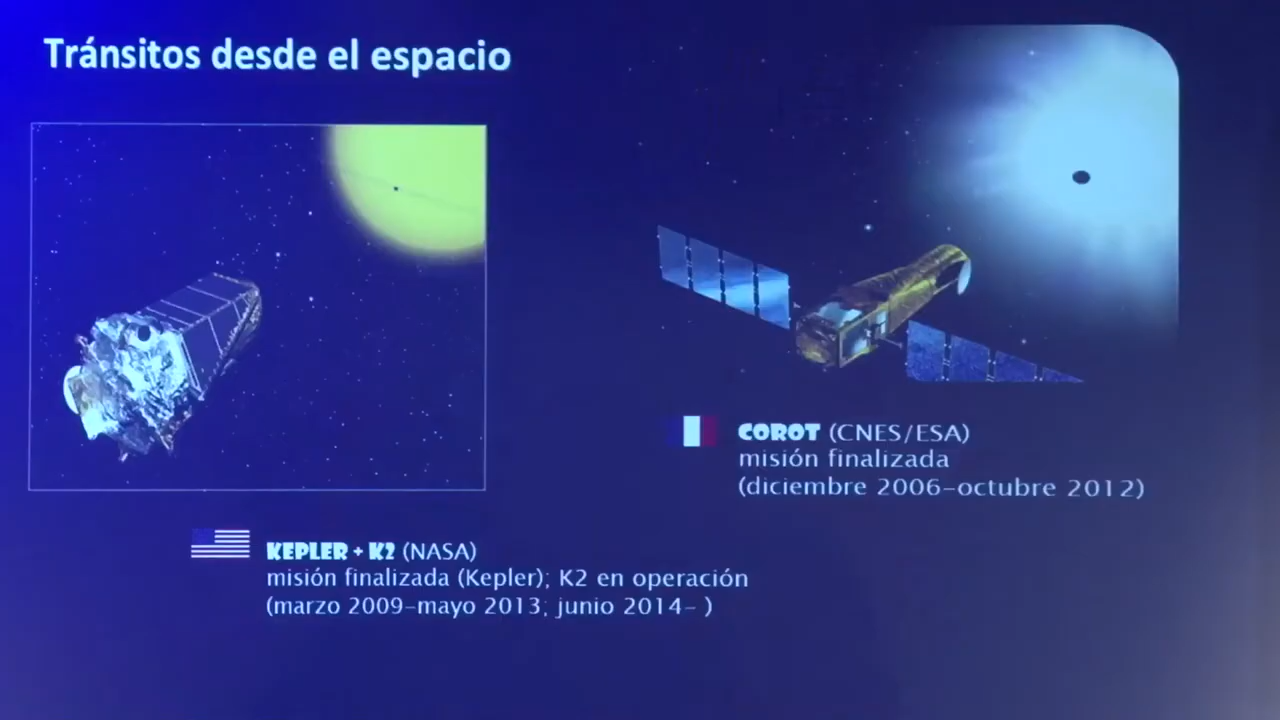 Tránsitos desde el espacio
COROT (CNES/ESA)
misión finalizada
(diciembre 2006–octubre 2012)
KEPLER + K2 (NASA)
misión finalizada (Kepler); K2 en operación
(marzo 2009–mayo 2013; junio 2014– )